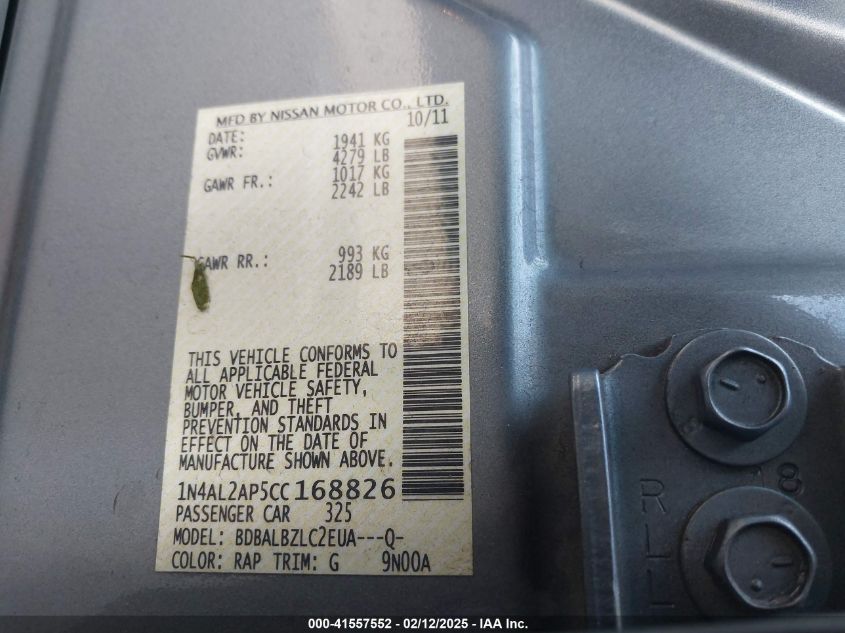 MFD BY NISSAN MOTOR CO., LTD.
DATE: 10/11
GVWR: 1941 KG
4279 LB
GAWR FR.: 1017 KG
2242 LB
GAWR RR.: 993 KG
2189 LB
THIS VEHICLE CONFORMS TO
ALL APPLICABLE FEDERAL
MOTOR VEHICLE SAFETY,
BUMPER, AND THEFT
PREVENTION STANDARDS IN
EFFECT ON THE DATE OF
MANUFACTURE SHOWN ABOVE.
1N4AL2AP5CC168826
PASSENGER CAR 325
MODEL: BDBALBZLC2EUA---Q-
COLOR: RAP TRIM: G 9N00A
8
RLL
000-41557552 / 02/12/2025 / IAA Inc.